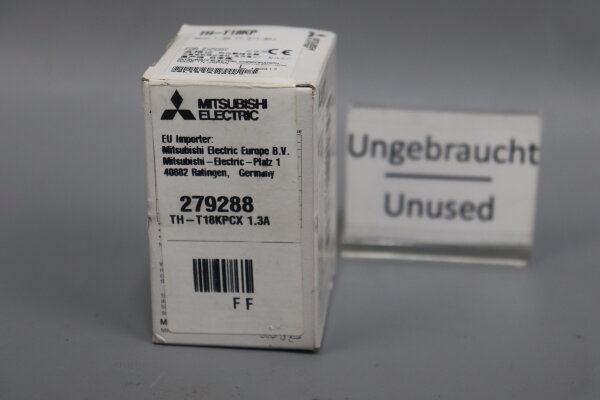 TH-T18KP
CE
MITSUBISHI
ELECTRIC
EU Importer:
Mitsubishi Electric Europe B.V.
Mitsubishi-Electric-Platz 1
40882 Ratingen, Germany
279288
TH-T18KPCX 1.3A
FF
Ungebraucht
Unused